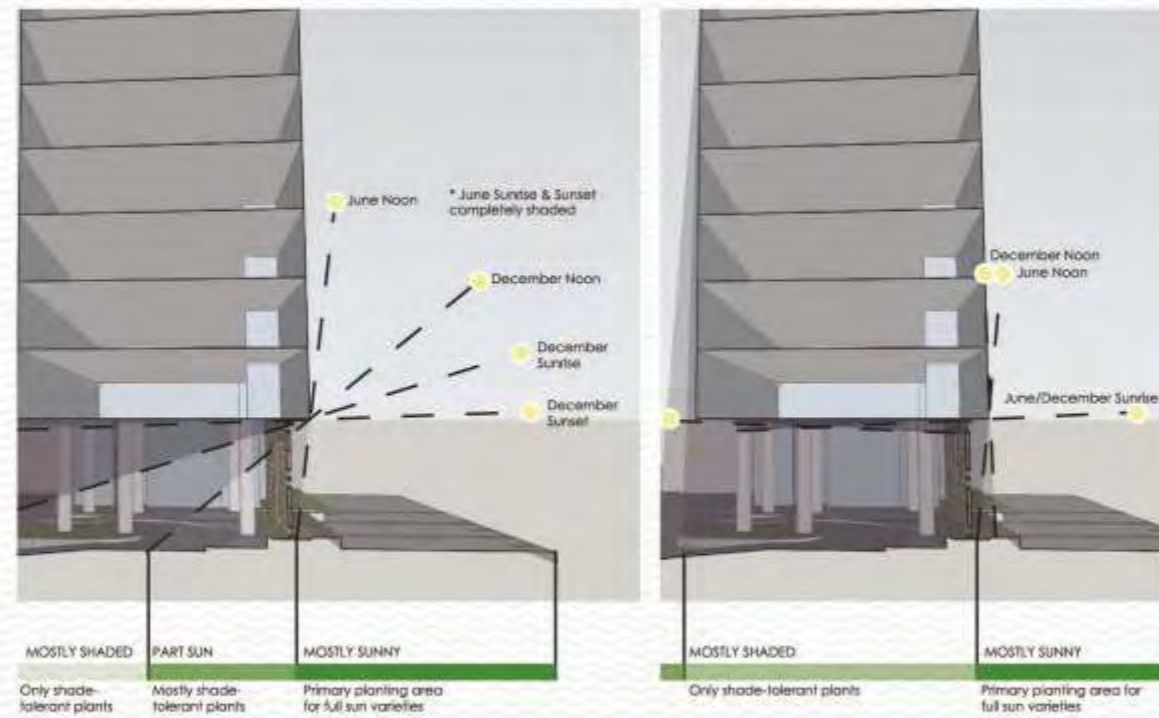 June Noon
* June Sunrise & Sunset
completely shaded
December Noon
December
Sunrise
December
Sunset
MOSTLY SHADED
PART SUN
MOSTLY SUNNY
Only shade-
tolerant plants
Mostly shade-
tolerant plants
Primary planting area
for full sun varieties
December Noon
June Noon
June/December Sunrise
MOSTLY SHADED
MOSTLY SUNNY
Only shade-tolerant plants
Primary planting area for
full sun varieties